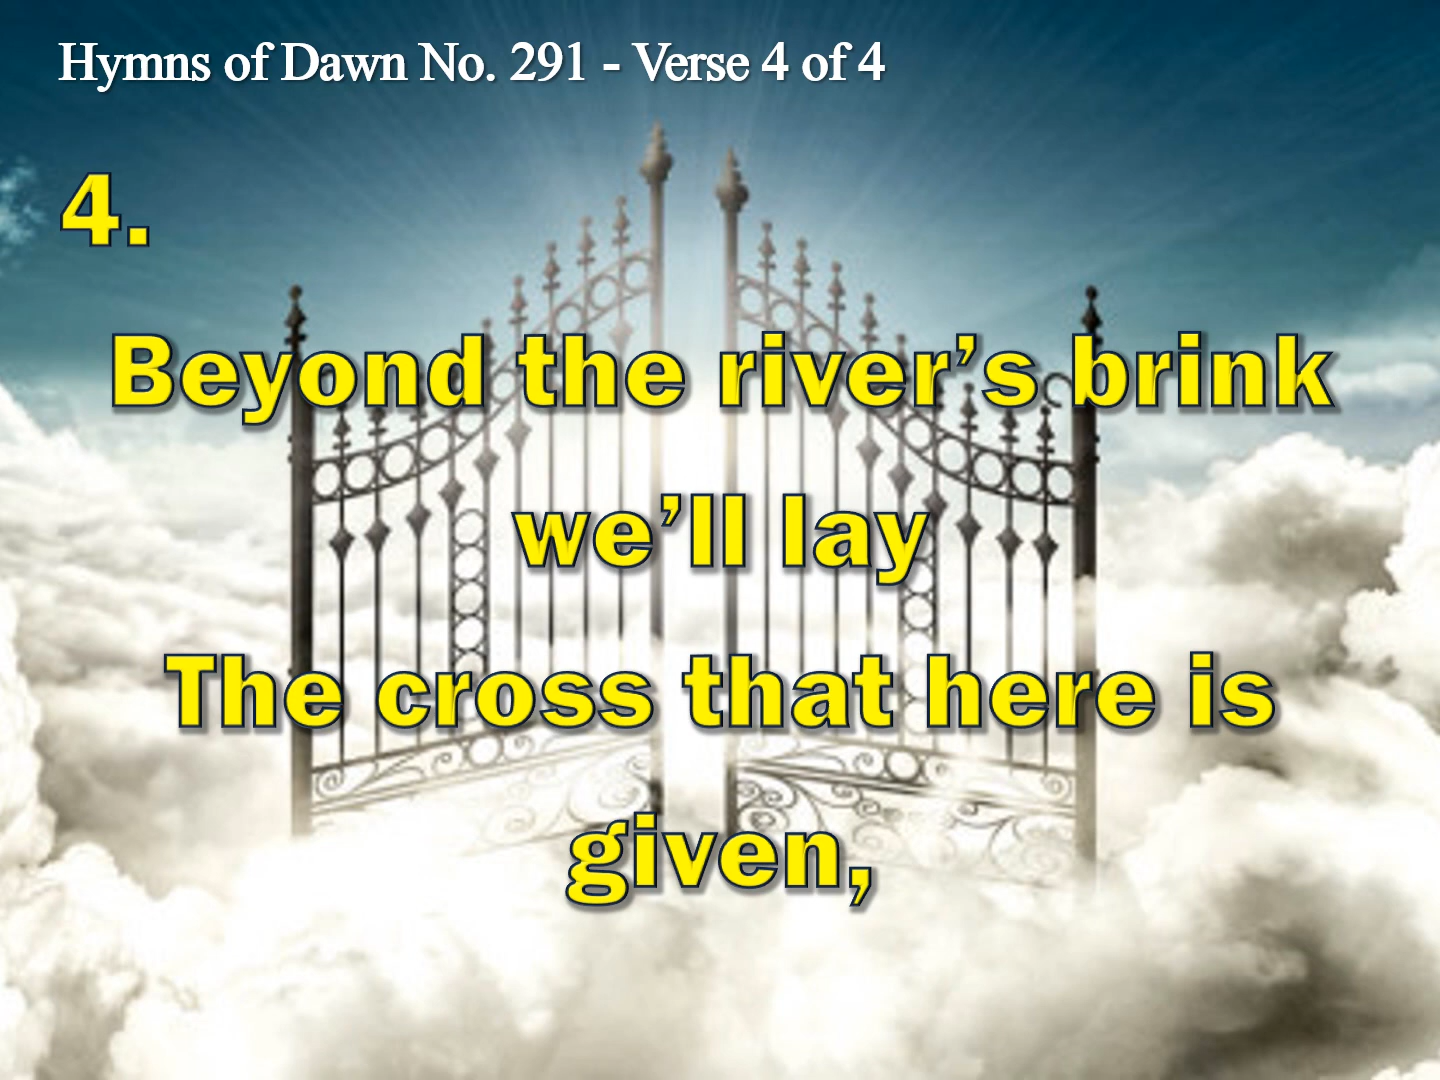 Hymns of Dawn No. 291 - Verse 4 of 4
4.
Beyond the river’s brink
we’ll lay
The cross that here is
given,